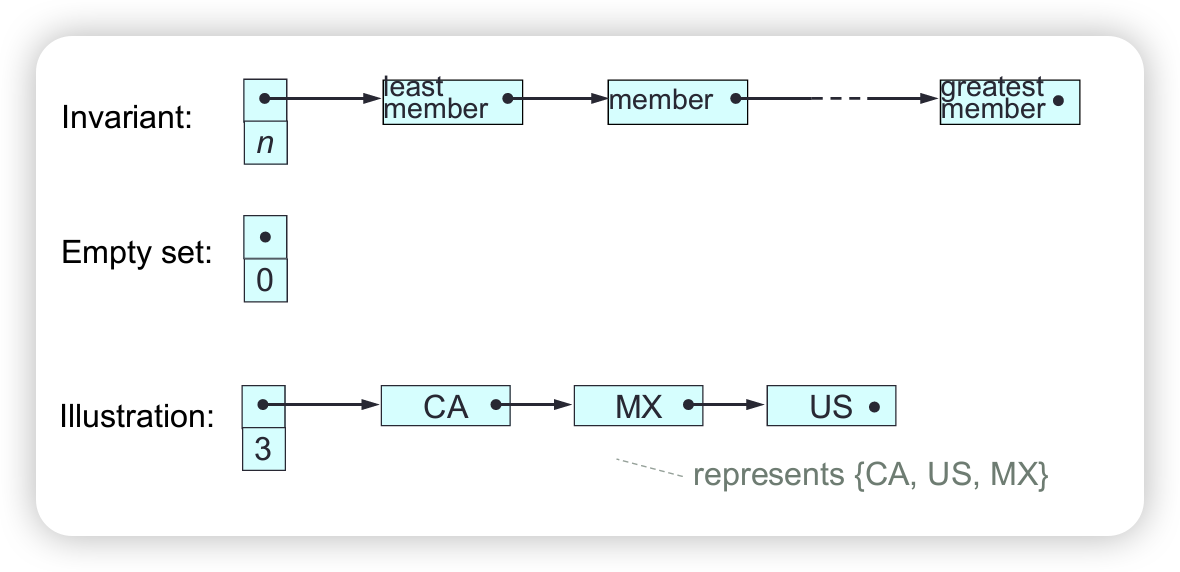 Invariant:
least
member
member
greatest
member
n
Empty set:
0
Illustration:
CA
MX
US
3
represents {CA, US, MX}